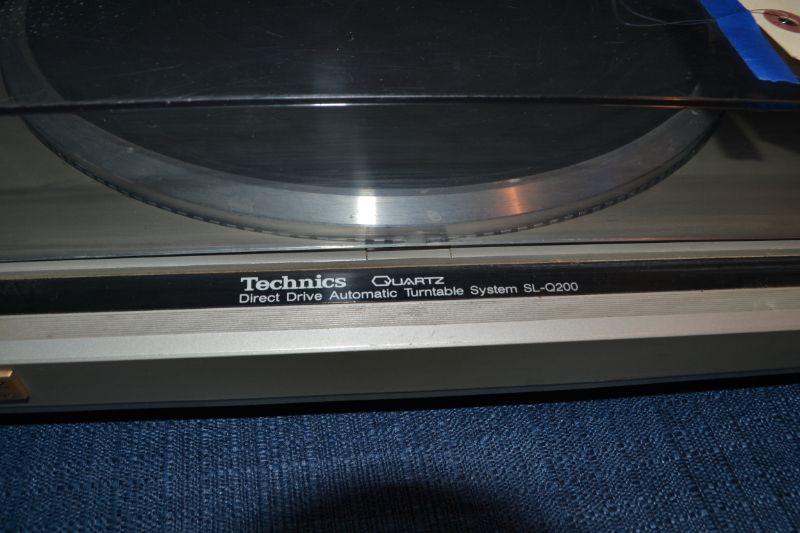 Technics QUARTZ
Direct Drive Automatic Turntable System SL-Q200